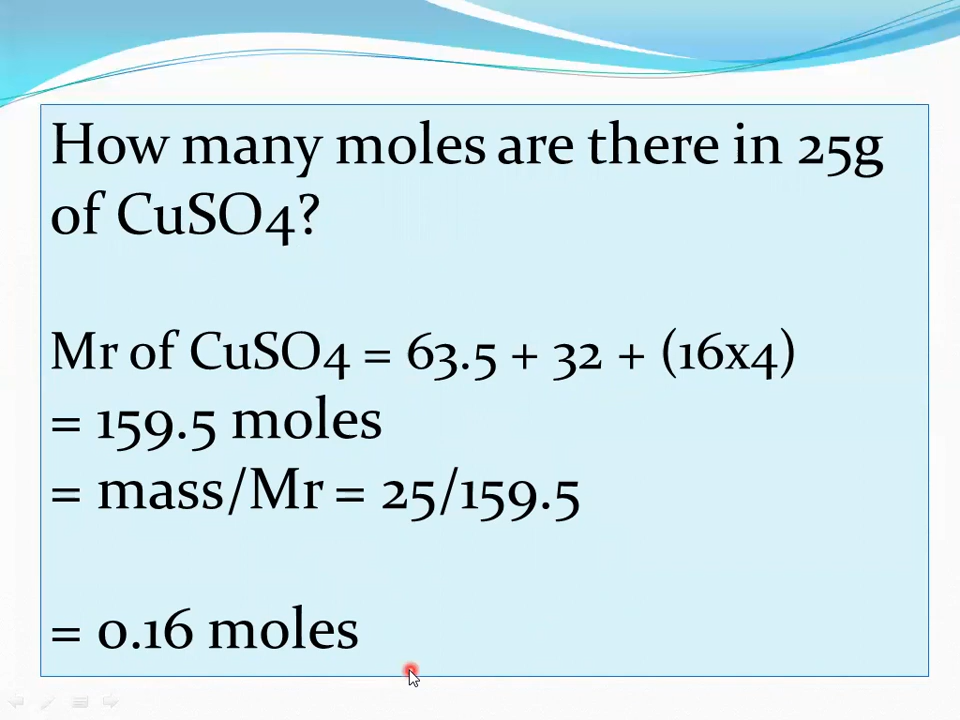 How many moles are there in 25g
of CuSO4?
Mr of CuSO4 = 63.5 + 32 + (16x4)
= 159.5 moles
= mass/Mr = 25/159.5
= 0.16 moles